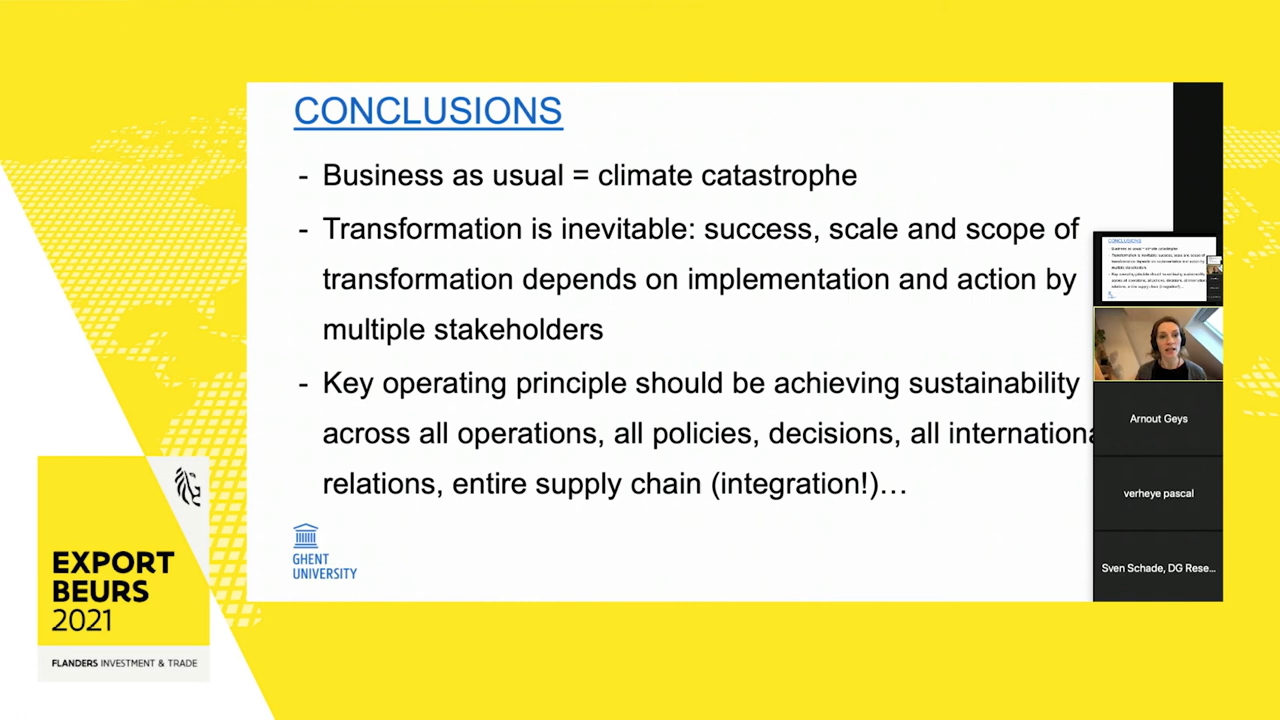 CONCLUSIONS
- Business as usual = climate catastrophe
- Transformation is inevitable: success, scale and scope of
transformation depends on implementation and action by
multiple stakeholders
- Key operating principle should be achieving sustainability
across all operations, all policies, decisions, all internationa
relations, entire supply chain (integration!)…
GHENT
UNIVERSITY
CONCLUSIONS
Arnout Geys
verheye pascal
Sven Schade, DG Rese...
EXPORT
BEURS
2021
FLANDERS INVESTMENT & TRADE